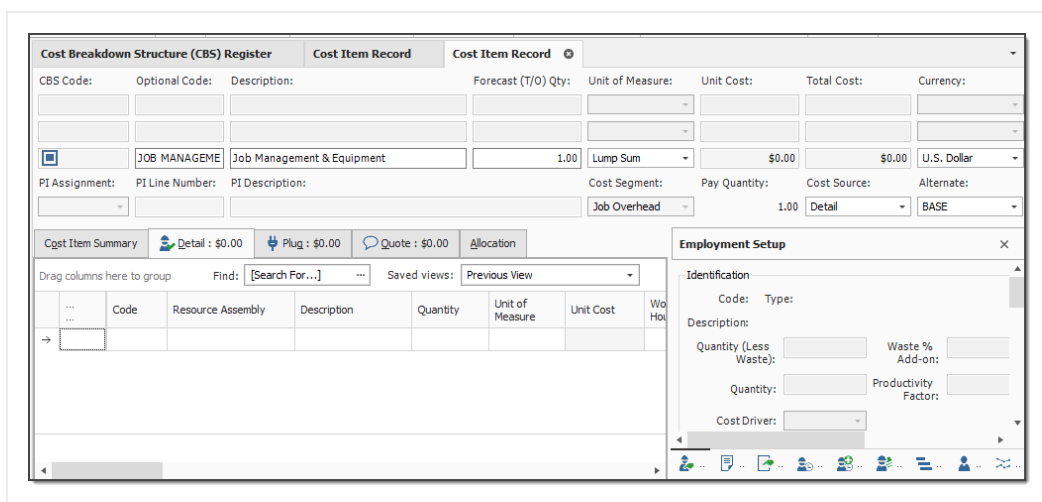 Cost Breakdown Structure (CBS) Register Cost Item Record Cost Item Record
CBS Code: Optional Code: Description: Forecast (T/O) Qty: Unit of Measure: Unit Cost: Total Cost: Currency:
JOB MANAGEME Job Management & Equipment 1.00 Lump Sum $0.00 $0.00 U.S. Dollar
PI Assignment: PI Line Number: PI Description: Cost Segment: Pay Quantity: Cost Source: Alternate:
Job Overhead 1.00 Detail BASE
Cost Item Summary Detail : $0.00 Plug : $0.00 Quote : $0.00 Allocation
Employment Setup
Drag columns here to group Find: [Search For...] ... Saved views: Previous View
Identification
Code: Type:
Description:
... Code Resource Assembly Description Quantity Unit of Unit Cost Wo
... Measure Hou
Quantity (Less Waste %
Waste): Add-on:
Quantity: Productivity
Factor:
Cost Driver:
.. .. .. .. .. .. .. .. ..